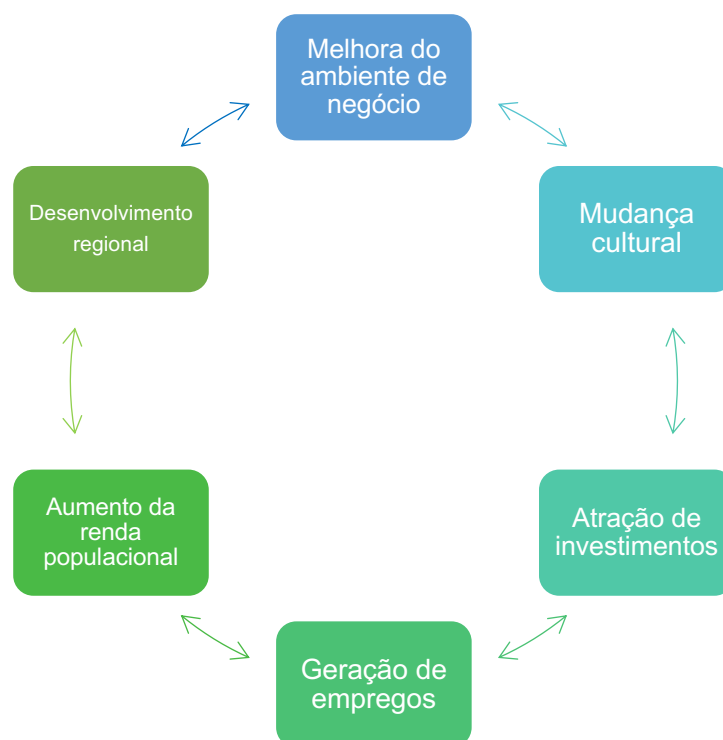 Melhora do
ambiente de
negócio
Mudança
cultural
Atração de
investimentos
Geração de
empregos
Aumento da
renda
populacional
Desenvolvimento
regional